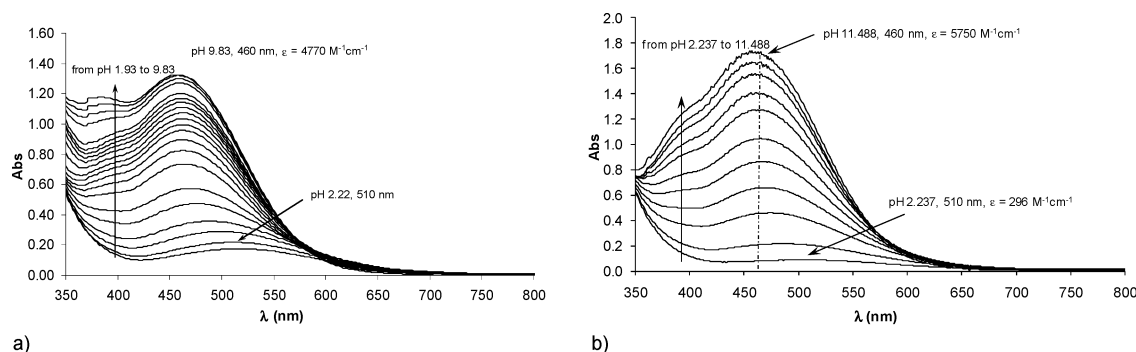 1.60
1.40
1.20
1.00
0.80
0.60
0.40
0.20
0.00
Abs
pH 9.83, 460 nm, ε = 4770 M⁻¹cm⁻¹
from pH 1.93 to 9.83
pH 2.22, 510 nm
350 400 450 500 550 600 650 700 750 800
λ (nm)
a)
2.0
1.8
1.6
1.4
1.2
1.0
0.8
0.6
0.4
0.2
0.0
Abs
pH 11.488, 460 nm, ε = 5750 M⁻¹cm⁻¹
from pH 2.237 to 11.488
pH 2.237, 510 nm, ε = 296 M⁻¹cm⁻¹
350 400 450 500 550 600 650 700 750 800
λ (nm)
b)